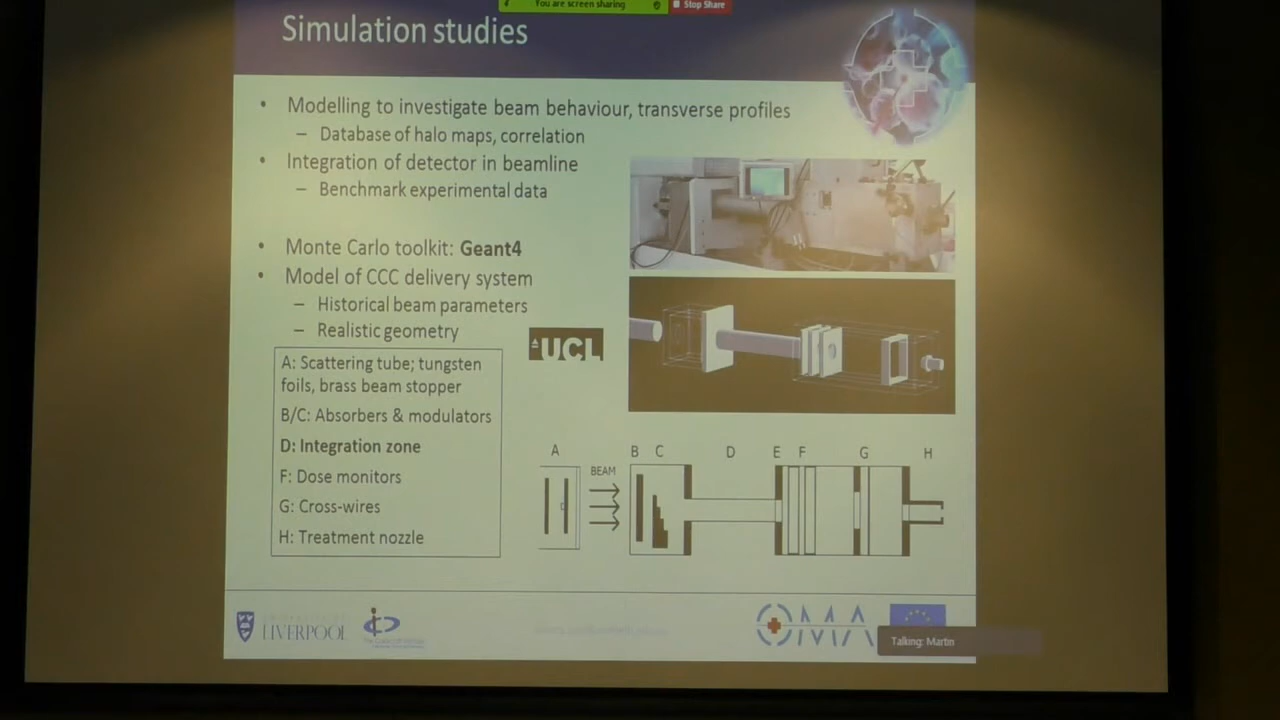 You are screen sharing
Stop Share
Simulation studies
• Modelling to investigate beam behaviour, transverse profiles
– Database of halo maps, correlation
• Integration of detector in beamline
– Benchmark experimental data
• Monte Carlo toolkit: Geant4
• Model of CCC delivery system
– Historical beam parameters
– Realistic geometry
UCL
A: Scattering tube; tungsten
foils, brass beam stopper
B/C: Absorbers & modulators
D: Integration zone
F: Dose monitors
G: Cross-wires
H: Treatment nozzle
A B C D E F G H
BEAM
LIVERPOOL
OMA
Talking: Martin